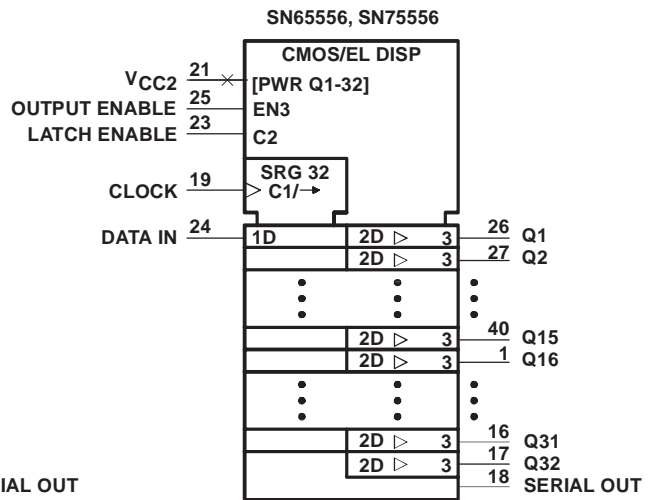 SN65556, SN75556
CMOS/EL DISP
VCC2 21 [PWR Q1-32]
OUTPUT ENABLE 25 EN3
LATCH ENABLE 23 C2
SRG 32
CLOCK 19 C1/
DATA IN 24 1D 2D 3 26 Q1
2D 3 27 Q2
2D 3 40 Q15
2D 3 1 Q16
2D 3 16 Q31
2D 3 17 Q32
IAL OUT 18 SERIAL OUT